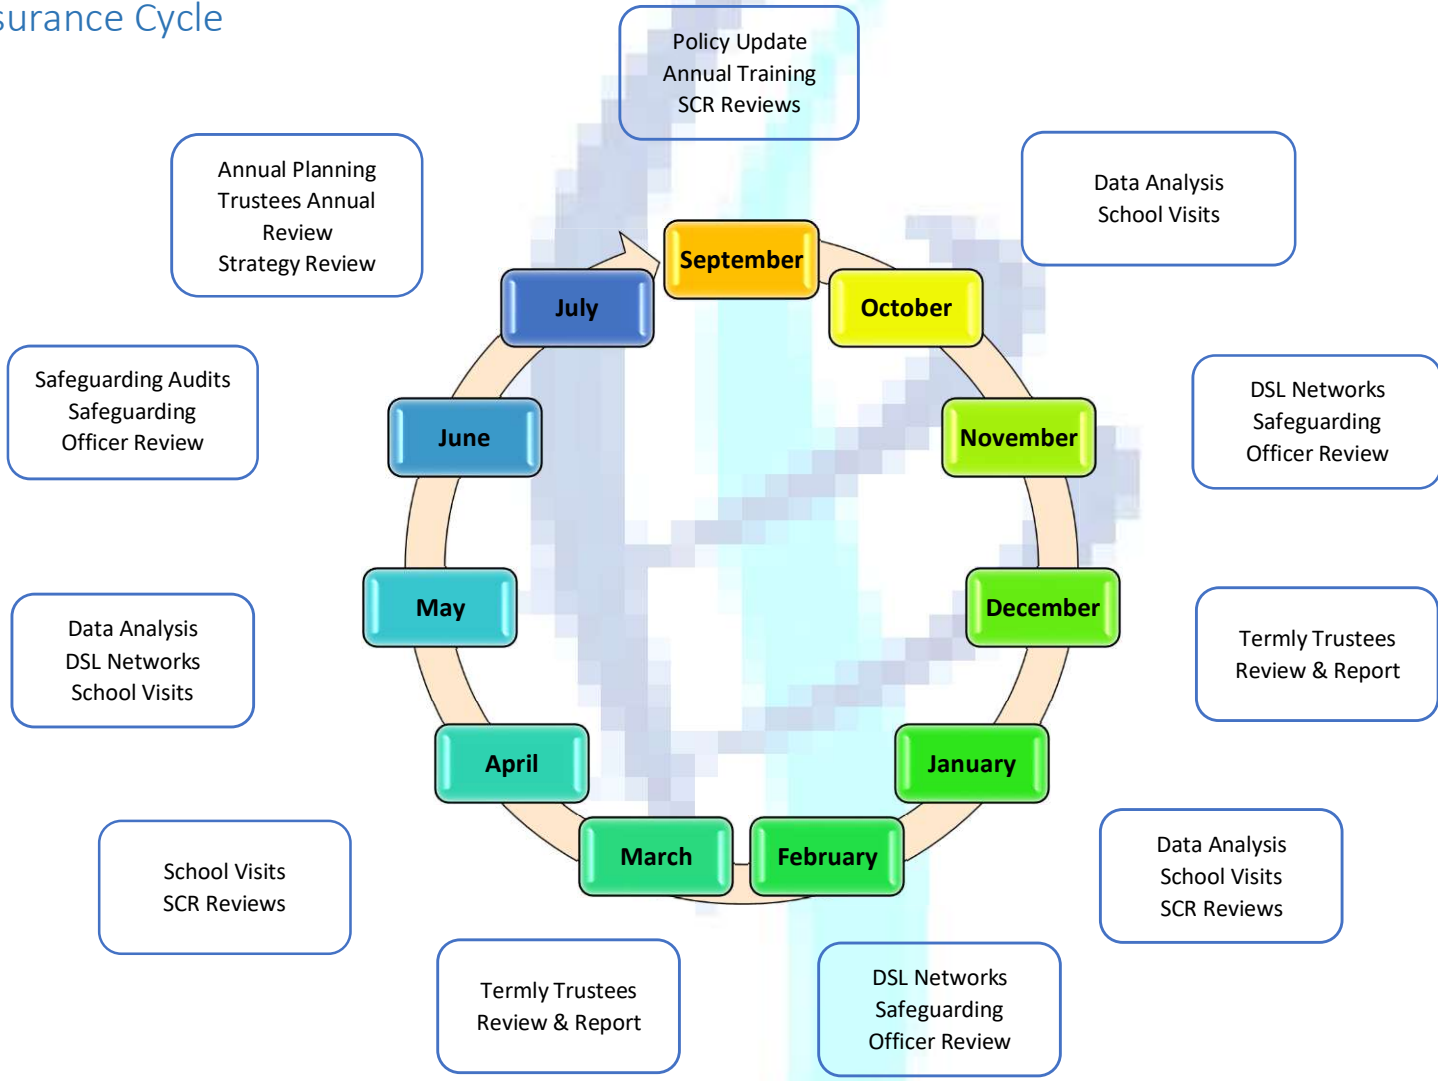 surance Cycle
Policy Update
Annual Training
SCR Reviews
Data Analysis
School Visits
DSL Networks
Safeguarding
Officer Review
Termly Trustees
Review & Report
Data Analysis
School Visits
SCR Reviews
DSL Networks
Safeguarding
Officer Review
Termly Trustees
Review & Report
School Visits
SCR Reviews
Data Analysis
DSL Networks
School Visits
Safeguarding Audits
Safeguarding
Officer Review
Annual Planning
Trustees Annual
Review
Strategy Review
September
October
November
December
January
February
March
April
May
June
July